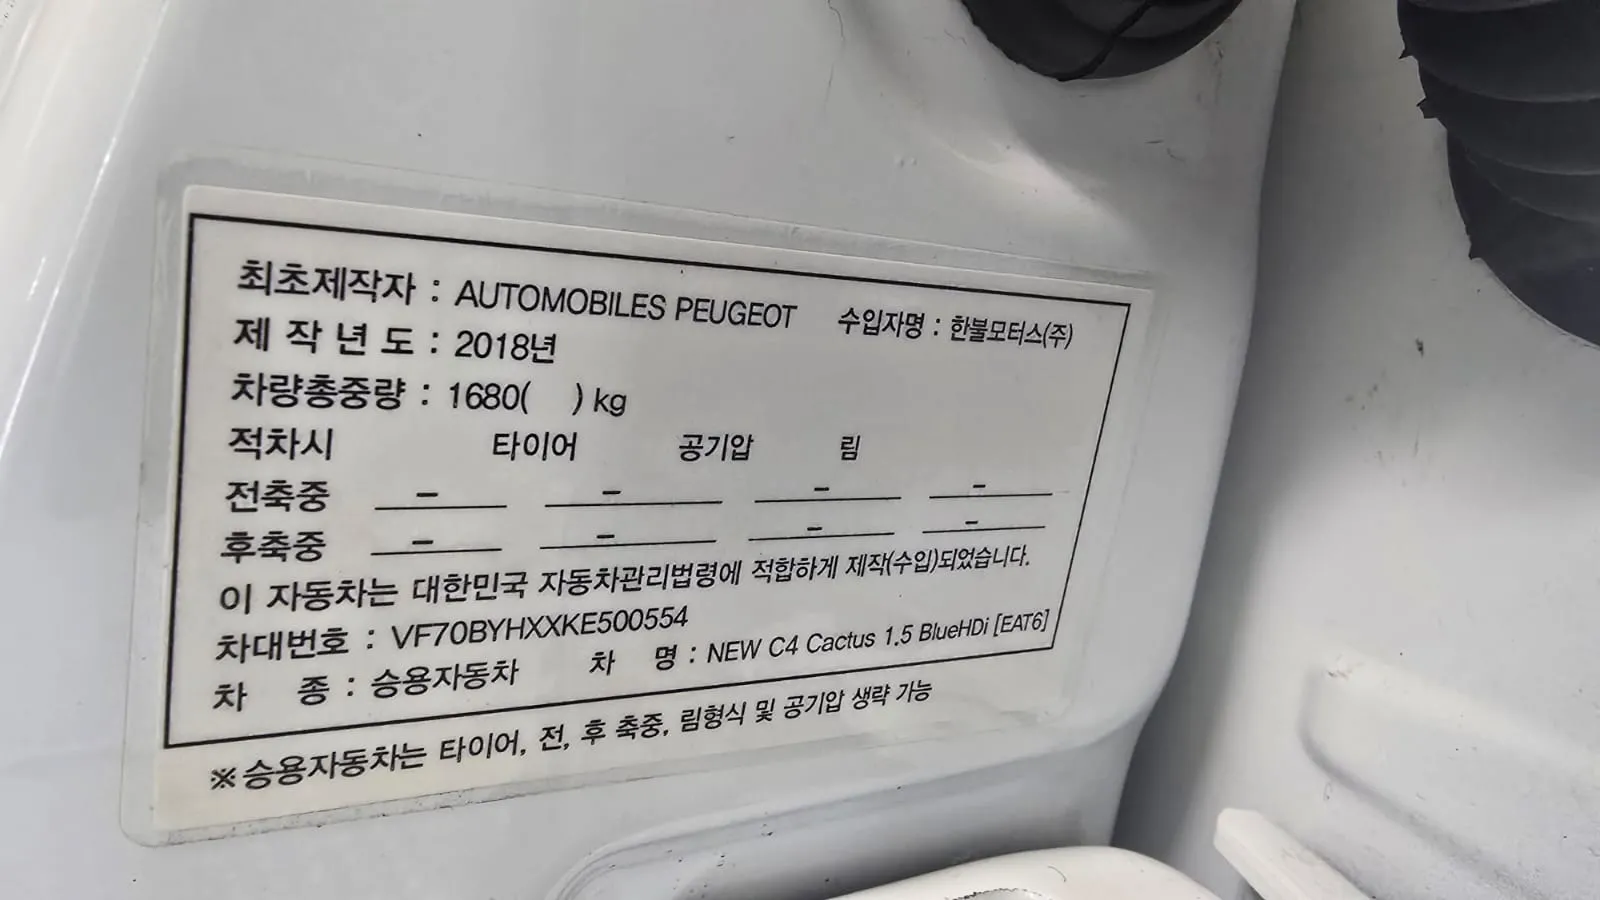 최초제작자 : AUTOMOBILES PEUGEOT 수입자명 : 한불모터스(주)
제 작 년 도 : 2018년
차량총중량 : 1680( ) kg
적차시 타이어 공기압 림
전축중 - - - -
후축중 - - - -
이 자동차는 대한민국 자동차관리법령에 적합하게 제작(수입)되었습니다.
차대번호 : VF70BYHXXKE500554
차 종 : 승용자동차 차 명 : NEW C4 Cactus 1.5 BlueHDi [EAT6]
※승용자동차는 타이어, 전, 후 축중, 림형식 및 공기압 생략 가능